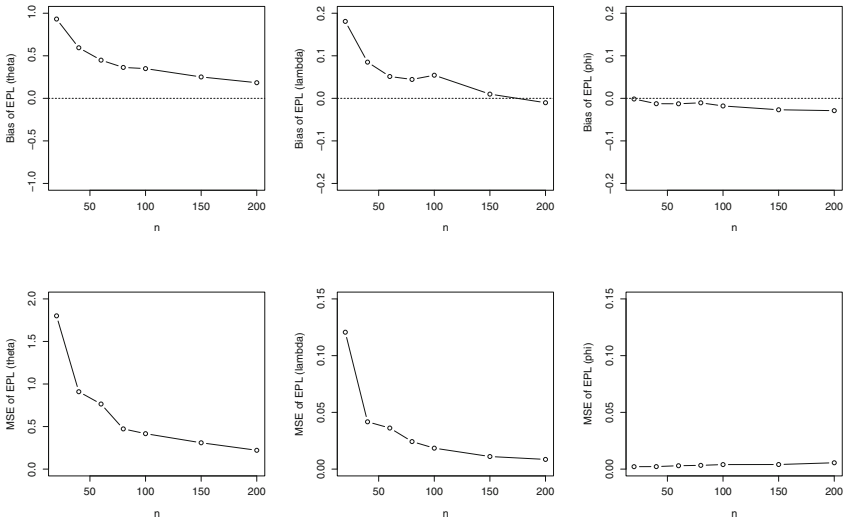 Bias of EPL (theta)
1.0
0.5
0.0
−0.5
−1.0
50 100 150 200
n
Bias of EPL (lambda)
0.2
0.1
0.0
−0.1
−0.2
50 100 150 200
n
Bias of EPL (phi)
0.2
0.1
0.0
−0.1
−0.2
50 100 150 200
n
MSE of EPL (theta)
2.0
1.5
1.0
0.5
0.0
50 100 150 200
n
MSE of EPL (lambda)
0.15
0.10
0.05
0.00
50 100 150 200
n
MSE of EPL (phi)
0.15
0.10
0.05
0.00
50 100 150 200
n